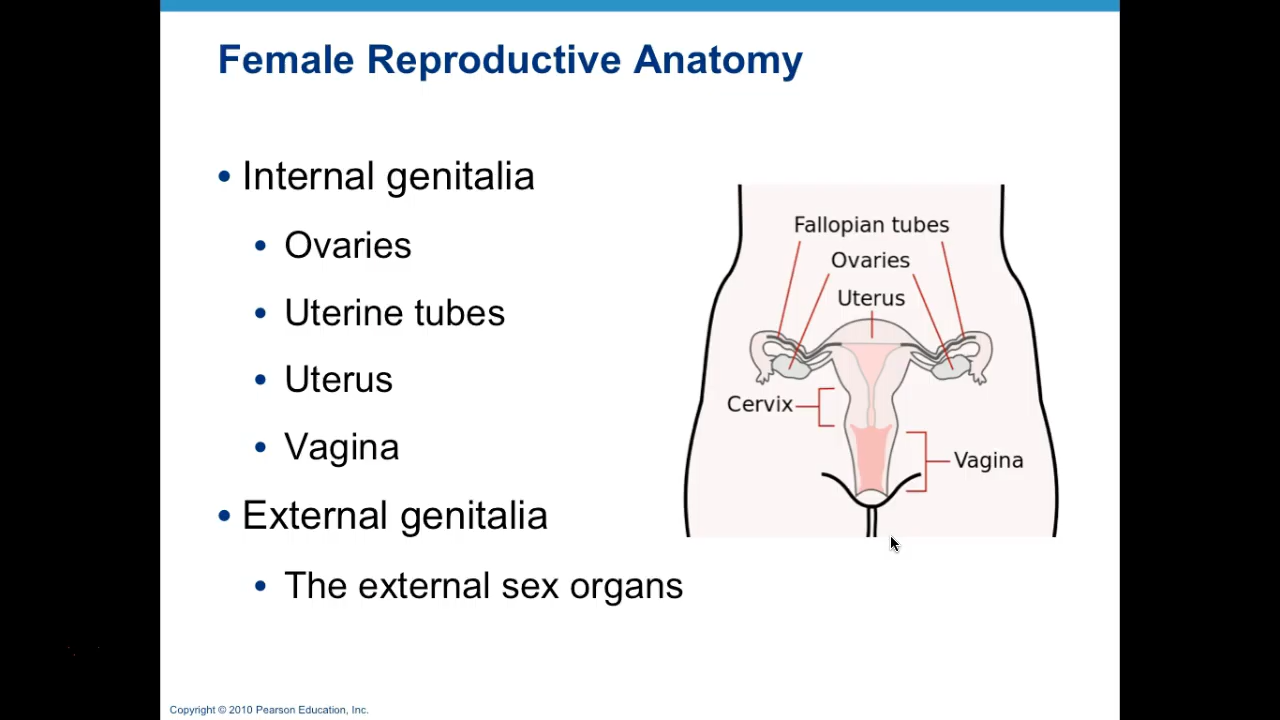 Female Reproductive Anatomy
• Internal genitalia
• Ovaries
• Uterine tubes
• Uterus
• Vagina
• External genitalia
• The external sex organs
Fallopian tubes
Ovaries
Uterus
Cervix
Vagina
Copyright © 2010 Pearson Education, Inc.